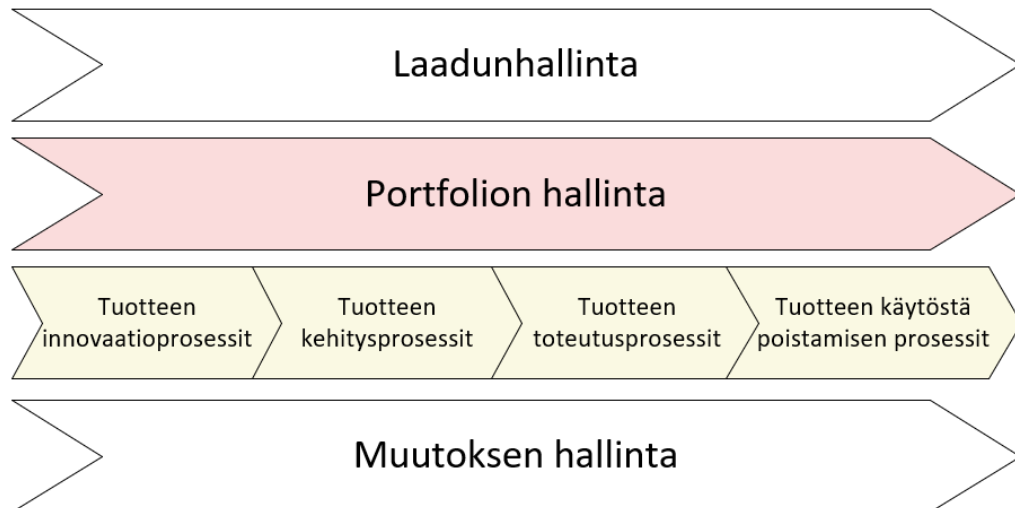 Laadunhallinta
Portfolion hallinta
Tuotteen
innovaatioprosessit
Tuotteen
kehitysprosessit
Tuotteen
toteutusprosessit
Tuotteen käytöstä
poistamisen prosessit
Muutoksen hallinta